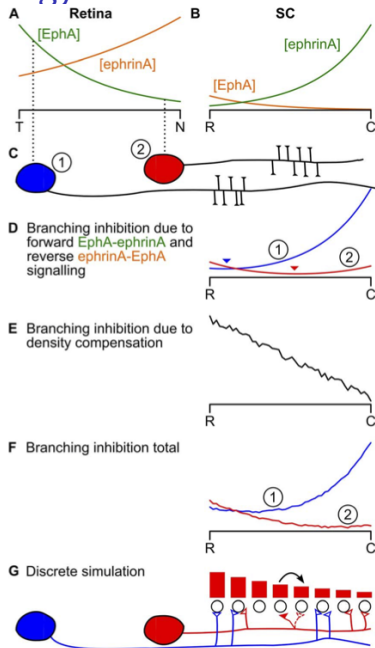 A Retina B SC
[EphA] [ephrinA]
[ephrinA] [EphA]
T N R C
C 1 2
D Branching inhibition due to
forward EphA-ephrinA and
reverse ephrinA-EphA
signalling
1 2
R C
E Branching inhibition due to
density compensation
R C
F Branching inhibition total
1 2
R C
G Discrete simulation